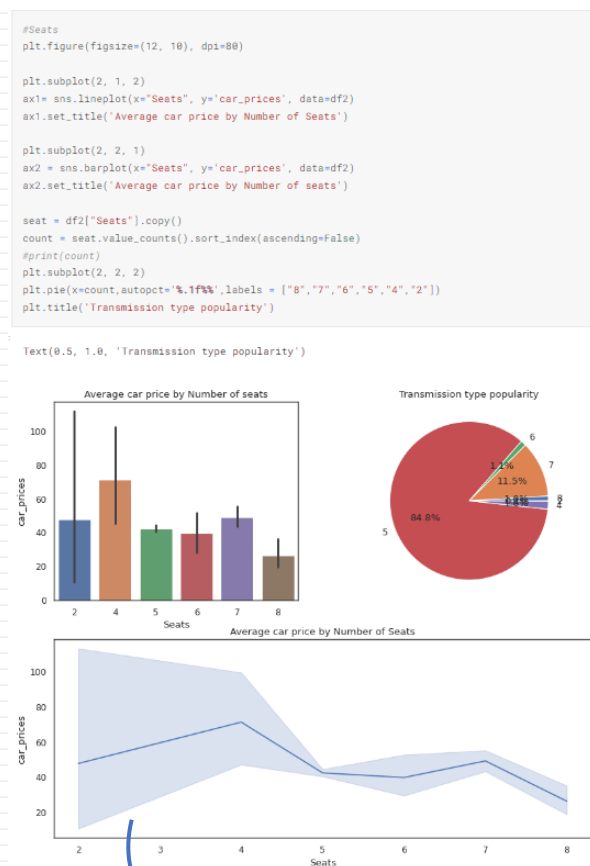 #Seats
plt.figure(figsize=(12, 10), dpi=80)
plt.subplot(2, 1, 2)
ax1= sns.lineplot(x="Seats", y='car_prices', data=df2)
ax1.set_title('Average car price by Number of Seats')
plt.subplot(2, 2, 1)
ax2 = sns.barplot(x="Seats", y='car_prices', data=df2)
ax2.set_title('Average car price by Number of seats')
seat = df2["Seats"].copy()
count = seat.value_counts().sort_index(ascending=False)
#print(count)
plt.subplot(2, 2, 2)
plt.pie(x=count,autopct='%.1f%%',labels = ["8","7","6","5","4","2"])
plt.title('Transmission type popularity')
Text(0.5, 1.0, 'Transmission type popularity')
Average car price by Number of seats
100
80
60
40
20
0
car_prices
2 4 5 6 7 8
Seats
Transmission type popularity
6
1.1%
7
11.5%
8
4
84.8%
5
Average car price by Number of Seats
100
80
60
40
20
car_prices
2 3 4 5 6 7 8
Seats